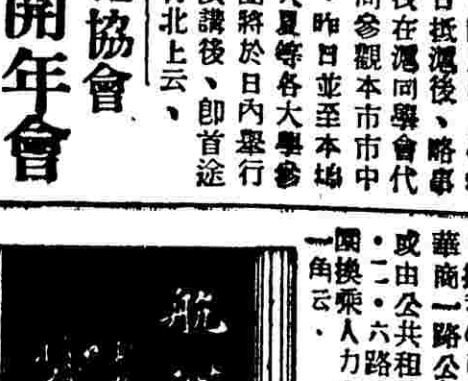 日抵滬後、略事
後在滬同學會代
參觀本市市中
昨日並至本埠
大夏等各大學參
團將於日內舉行
演講後、即首途
北上云、
協會
開年會
華商一路公
或由公共租
•一一•六路
園換乘人力
一角云、
航